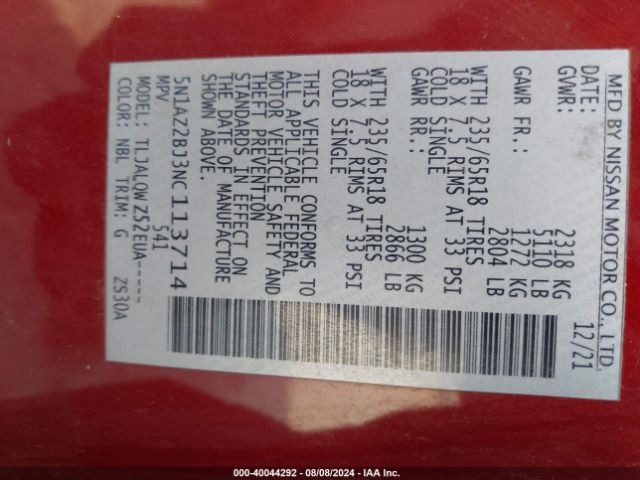 MFD BY NISSAN MOTOR CO., LTD.
DATE: 12/21
GVWR: 2318 KG
5110 LB
GAWR FR.: 1272 KG
2804 LB
WITH 235/65R18 TIRES
18 X 7.5 RIMS AT 33 PSI
COLD SINGLE
GAWR RR.: 1300 KG
2866 LB
WITH 235/65R18 TIRES
18 X 7.5 RIMS AT 33 PSI
COLD SINGLE
THIS VEHICLE CONFORMS TO
ALL APPLICABLE FEDERAL
MOTOR VEHICLE SAFETY AND
THEFT PREVENTION
STANDARDS IN EFFECT ON
THE DATE OF MANUFACTURE
SHOWN ABOVE.
5N1AZ2BJ3NC113714
MPV 541
MODEL: TLJALQWZ52EUA-----
COLOR: NBL TRIM: G ZS30A
000-40044292 - 08/08/2024 - IAA Inc.